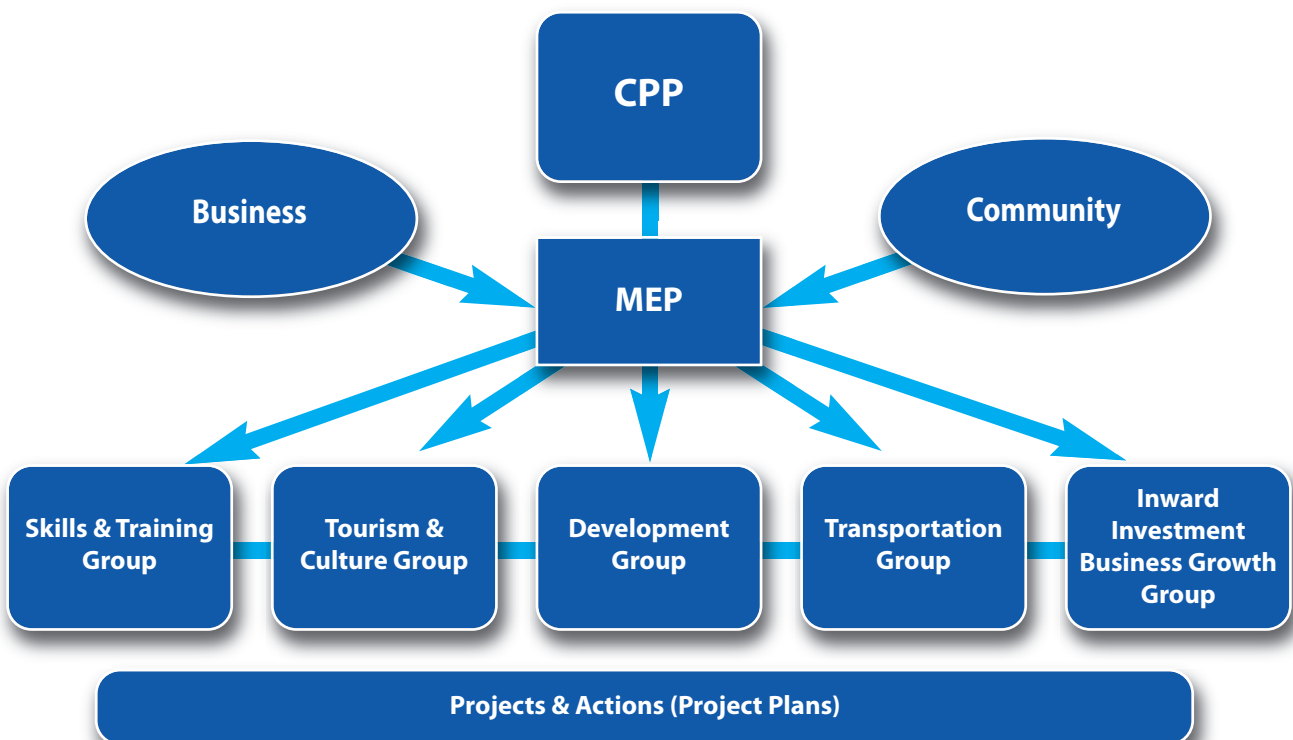 CPP
Business
Community
MEP
Skills & Training
Group
Tourism &
Culture Group
Development
Group
Transportation
Group
Inward
Investment
Business Growth
Group
Projects & Actions (Project Plans)